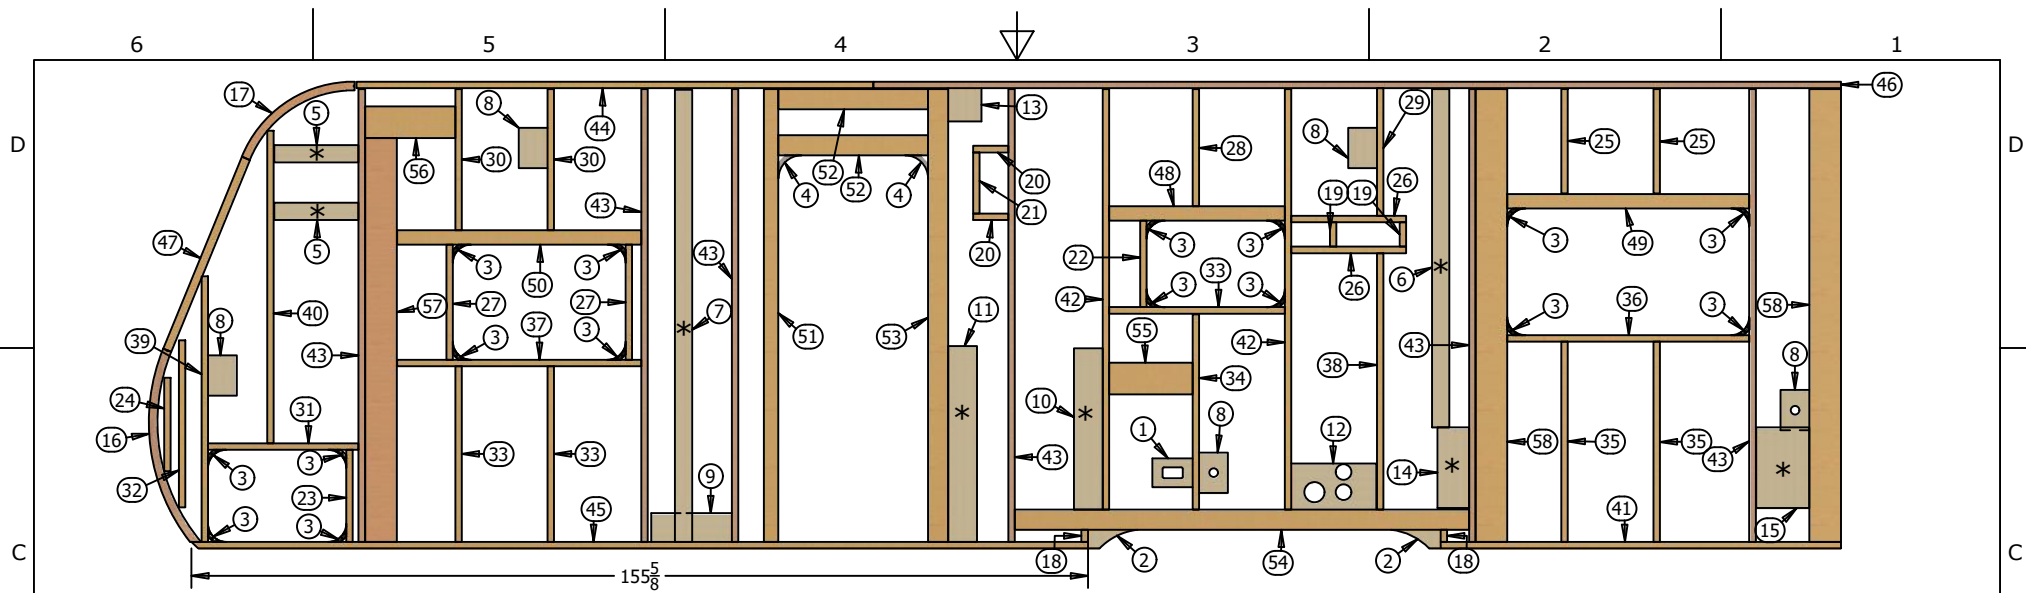 6 5 4 3 2 1
17 8 13 8 29 46
5 44
D D
56 30 30 52 52 28 25 25
4 4 20 48 19 19 26
43 21
5 20
47 3 3 43 22 3 33 3 6 3 49 3
50 26
40 57 27 27 7 42 3 3 3 36 3 58
8 37 3 3 51 53 11
39 43 55 42 38 43 8
24 34
31 10 *
16 1 8 12 58 35 35
3 3 33 33 43 43
32 23 9 14
3 3 45 41 15
C C
18 2 54 2 18
155 5/8
* * * * * * * *